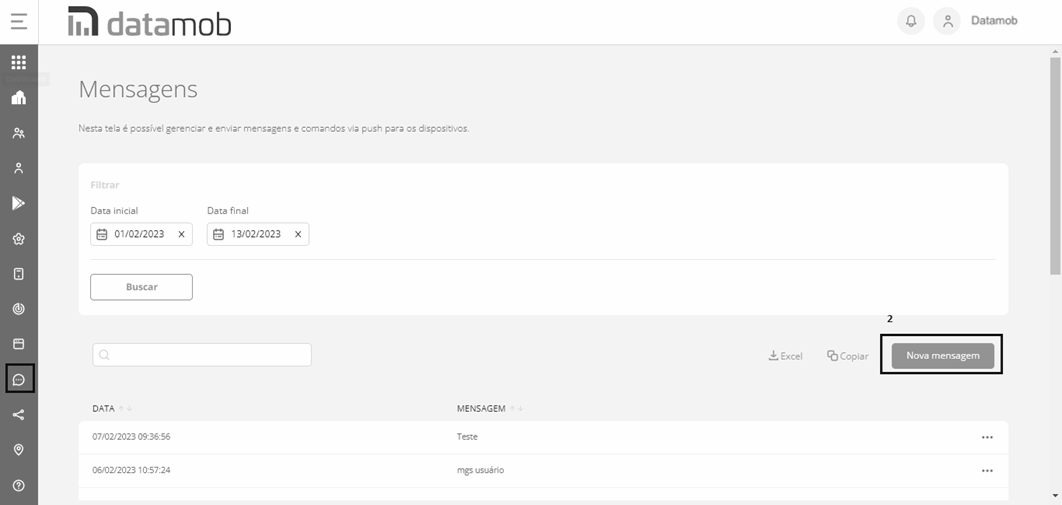 datamob
Datamob
Mensagens
Nesta tela é possível gerenciar e enviar mensagens e comandos via push para os dispositivos.
Filtrar
Data inicial Data final
01/02/2023 13/02/2023
Buscar
2
Excel Copiar Nova mensagem
DATA MENSAGEM
07/02/2023 09:36:56 Teste
06/02/2023 10:57:24 mgs usuário